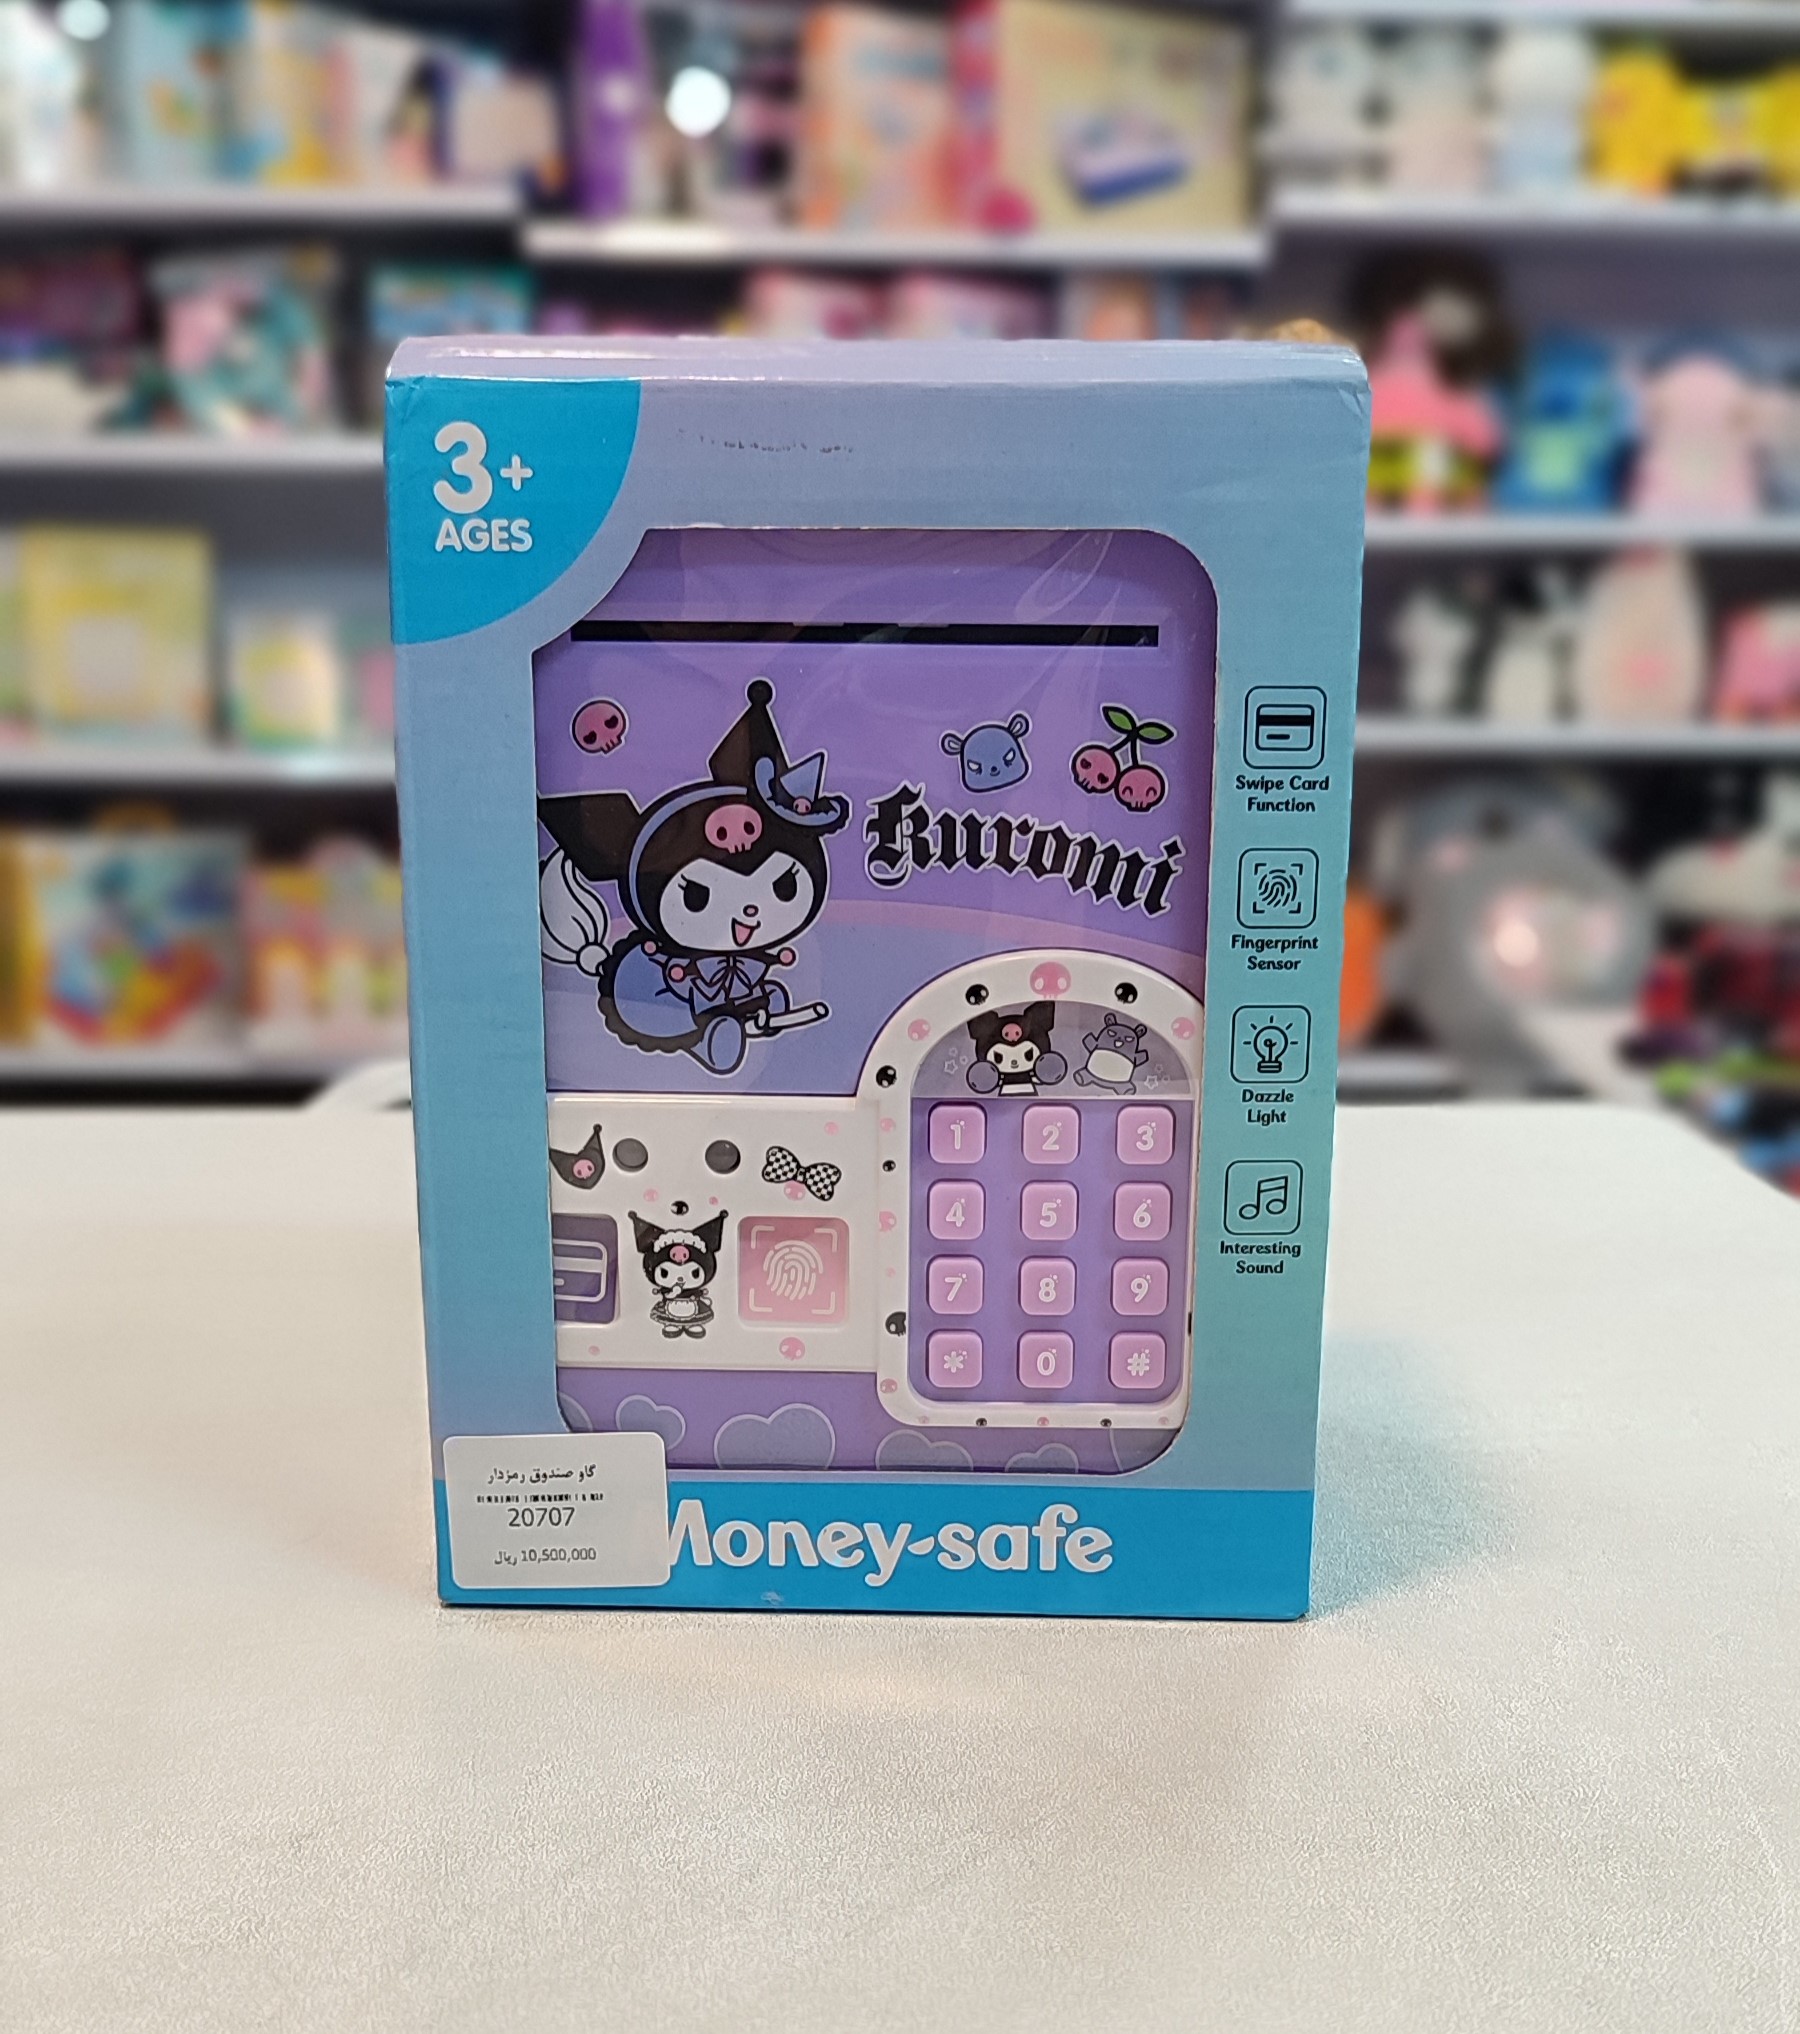 3+
AGES
Kuromi
Swipe Card
Function
Fingerprint
Sensor
Dazzle
Light
Interesting
Sound
1 2 3
4 5 6
7 8 9
* 0 #
گاو صندوق رمزدار
20707
10,500,000 ریال
Money-safe